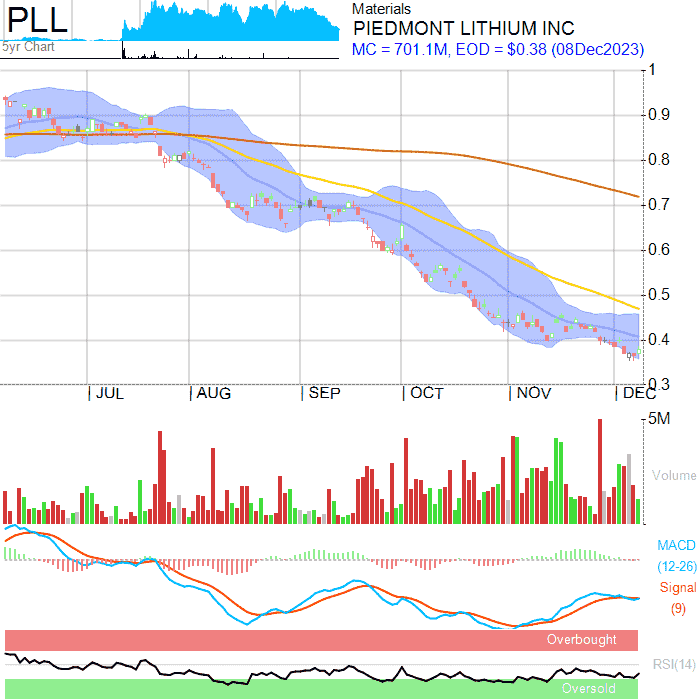 PLL
5yr Chart
Materials
PIEDMONT LITHIUM INC
MC = 701.1M, EOD = $0.38 (08Dec2023)
1
0.9
0.8
0.7
0.6
0.5
0.4
0.3
JUL
AUG
SEP
OCT
NOV
DEC
5M
Volume
MACD
(12-26)
Signal
(9)
Overbought
RSI(14)
Oversold